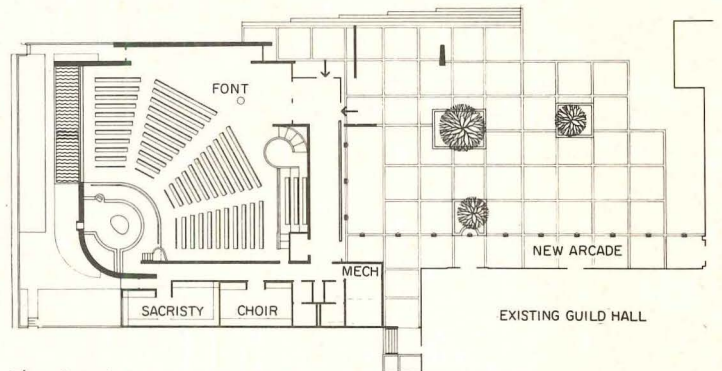 FONT
NEW ARCADE
MECH
SACRISTY
CHOIR
EXISTING GUILD HALL